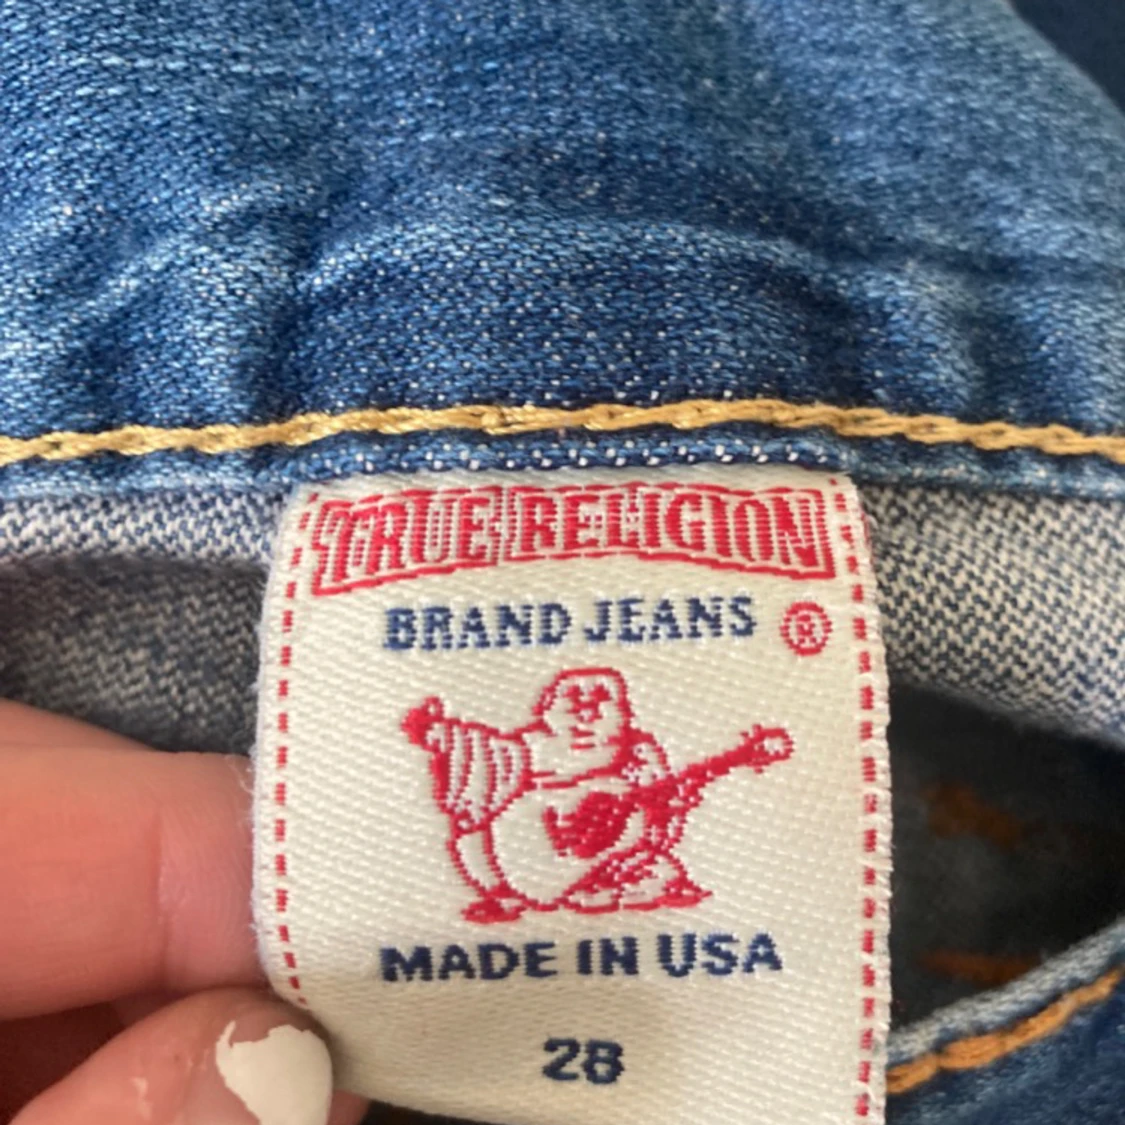 TRUE RELIGION
BRAND JEANS ®
MADE IN USA
28